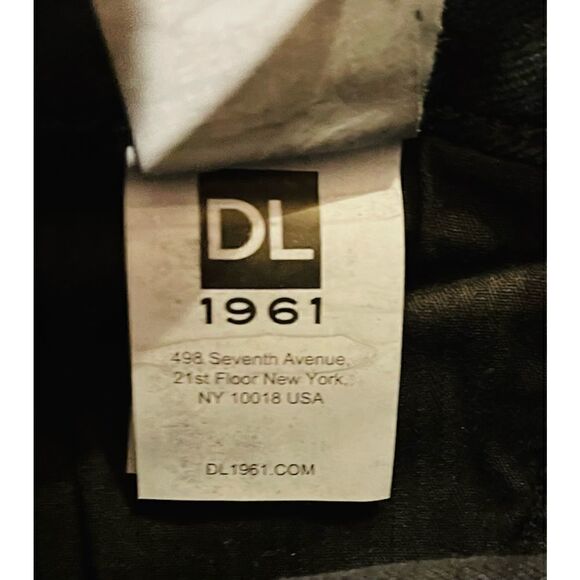 DL
1961
498 Seventh Avenue,
21st Floor New York,
NY 10018 USA
DL1961.COM